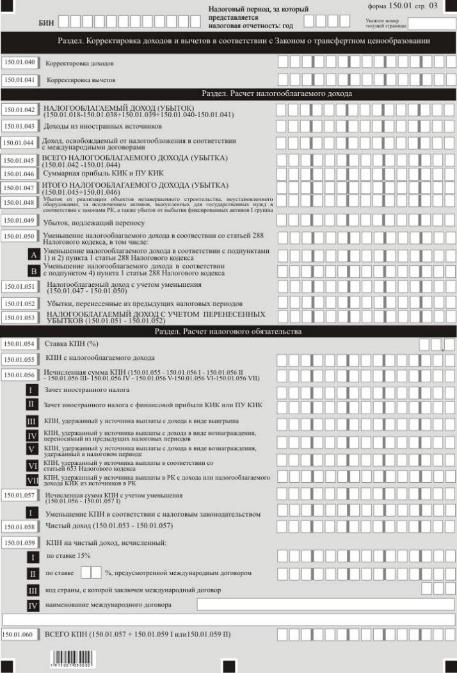 форма 150.01 стр. 03
Налоговый период, за который
представляется
налоговая отчетность: год
БИН
Укажите номер
текущей страницы
Раздел. Корректировка доходов и вычетов в соответствии с Законом о трансфертном ценообразовании
150.01.040 Корректировка доходов
150.01.041 Корректировка вычетов
Раздел. Расчет налогооблагаемого дохода
150.01.042 НАЛОГООБЛАГАЕМЫЙ ДОХОД (УБЫТОК)
(150.01.018-150.01.038+150.01.039+150.01.040-150.01.041)
150.01.043 Доходы из иностранных источников
150.01.044 Доход, освобождаемый от налогообложения в соответствии
с международными договорами
150.01.045 ВСЕГО НАЛОГООБЛАГАЕМОГО ДОХОДА (УБЫТКА)
(150.01.042 -150.01.044)
150.01.046 Суммарная прибыль КИК и ПУ КИК
150.01.047 ИТОГО НАЛОГООБЛАГАЕМОГО ДОХОДА (УБЫТКА)
(150.01.045+150.01.046)
150.01.048 Убыток от реализации объектов незавершенного строительства, неустановленного
оборудования, за исключением активов, выкупленных для государственных нужд в
соответствии с законами РК, а также убыток от выбытия фиксированных активов I группы
150.01.049 Убыток, подлежащий переносу
150.01.050 Уменьшение налогооблагаемого дохода в соответствии со статьей 288
Налогового кодекса, в том числе:
A Уменьшение налогооблагаемого дохода в соответствии с подпунктами
1) и 2) пункта 1 статьи 288 Налогового кодекса
B Уменьшение налогооблагаемого дохода в соответствии
с подпунктом 4) пункта 1 статьи 288 Налогового кодекса
150.01.051 Налогооблагаемый доход с учетом уменьшения
(150.01.047 - 150.01.050)
150.01.052 Убытки, перенесенные из предыдущих налоговых периодов
150.01.053 НАЛОГООБЛАГАЕМЫЙ ДОХОД С УЧЕТОМ ПЕРЕНЕСЕННЫХ
УБЫТКОВ (150.01.051 - 150.01.052)
Раздел. Расчет налогового обязательства
150.01.054 Ставка КПН (%)
150.01.055 КПН с налогооблагаемого дохода
150.01.056 Исчисленная сумма КПН (150.01.055 - 150.01.056 I - 150.01.056 II
- 150.01.056 III- 150.01.056 IV - 150.01.056 V-150.01.056 VI-150.01.056 VII)
I Зачет иностранного налога
II Зачет иностранного налога с финансовой прибыли КИК или ПУ КИК
III КПН, удержанный у источника выплаты с дохода в виде выигрыша
IV КПН, удержанный у источника выплаты с дохода в виде вознаграждения,
переносимый из предыдущих налоговых периодов
V КПН, удержанный у источника выплаты с дохода в виде вознаграждения,
удержанный в налоговом периоде
VI КПН, удержанный у источника выплаты в соответствии со
статьей 653 Налогового кодекса
VII КПН, удержанный у источника выплаты в РК с дохода или налогооблагаемого
дохода КИК из источников в РК
150.01.057 Исчисленная сумма КПН с учетом уменьшения
(150.01.056 - 150.01.057 I)
I Уменьшение КПН в соответствии с налоговым законодательством
150.01.058 Чистый доход (150.01.053 - 150.01.057)
150.01.059 КПН на чистый доход, исчисленный:
I по ставке 15%
II по ставке %, предусмотренной международным договором
III код страны, с которой заключен международный договор
IV наименование международного договора
150.01.060 ВСЕГО КПН (150.01.057 + 150.01.059 I или150.01.059 II)